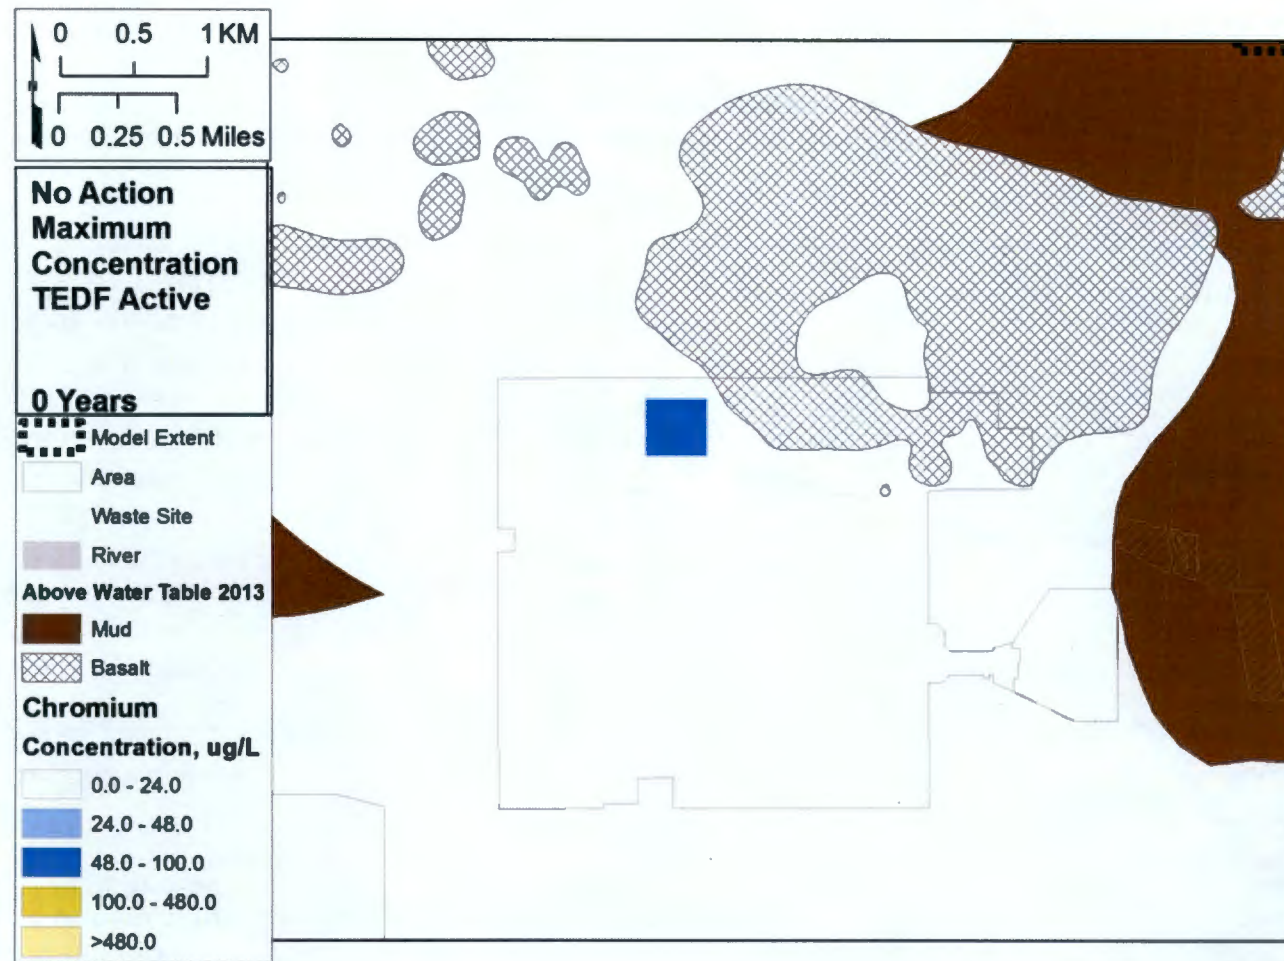 0 0.5 1 KM
0 0.25 0.5 Miles
No Action
Maximum
Concentration
TEDF Active
0 Years
Model Extent
Area
Waste Site
River
Above Water Table 2013
Mud
Basalt
Chromium
Concentration, ug/L
0.0 - 24.0
24.0 - 48.0
48.0 - 100.0
100.0 - 480.0
>480.0